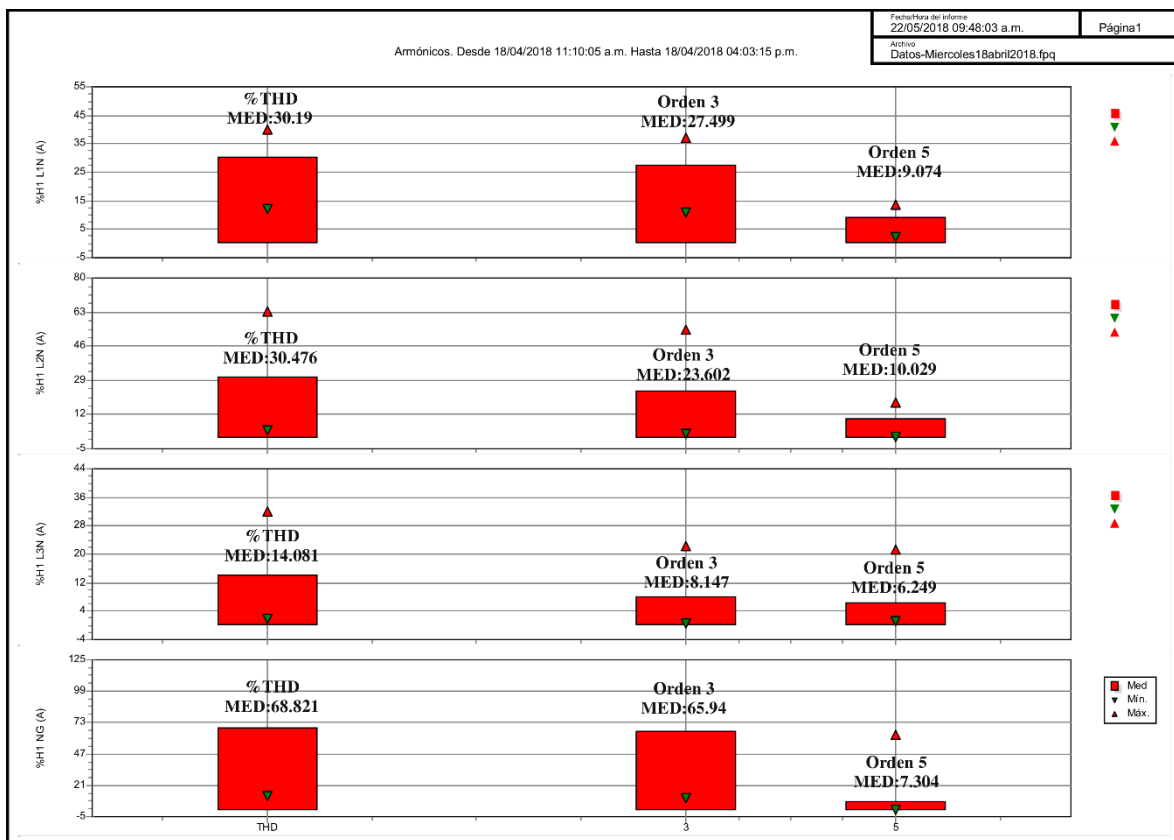 Fecha/Hora del informe
22/05/2018 09:48:03 a.m.
Página1
Archivo
Datos-Miercoles18abril2018.fpq
Armónicos. Desde 18/04/2018 11:10:05 a.m. Hasta 18/04/2018 04:03:15 p.m.
%H1 L1N (A)
55
45
35
25
15
5
-5
%THD
MED:30.19
Orden 3
MED:27.499
Orden 5
MED:9.074
%H1 L2N (A)
80
63
46
29
12
-5
%THD
MED:30.476
Orden 3
MED:23.602
Orden 5
MED:10.029
%H1 L3N (A)
44
36
28
20
12
4
-4
%THD
MED:14.081
Orden 3
MED:8.147
Orden 5
MED:6.249
%H1 NG (A)
125
99
73
47
21
-5
%THD
MED:68.821
Orden 3
MED:65.94
Orden 5
MED:7.304
Med
Mín.
Máx.
THD
3
5